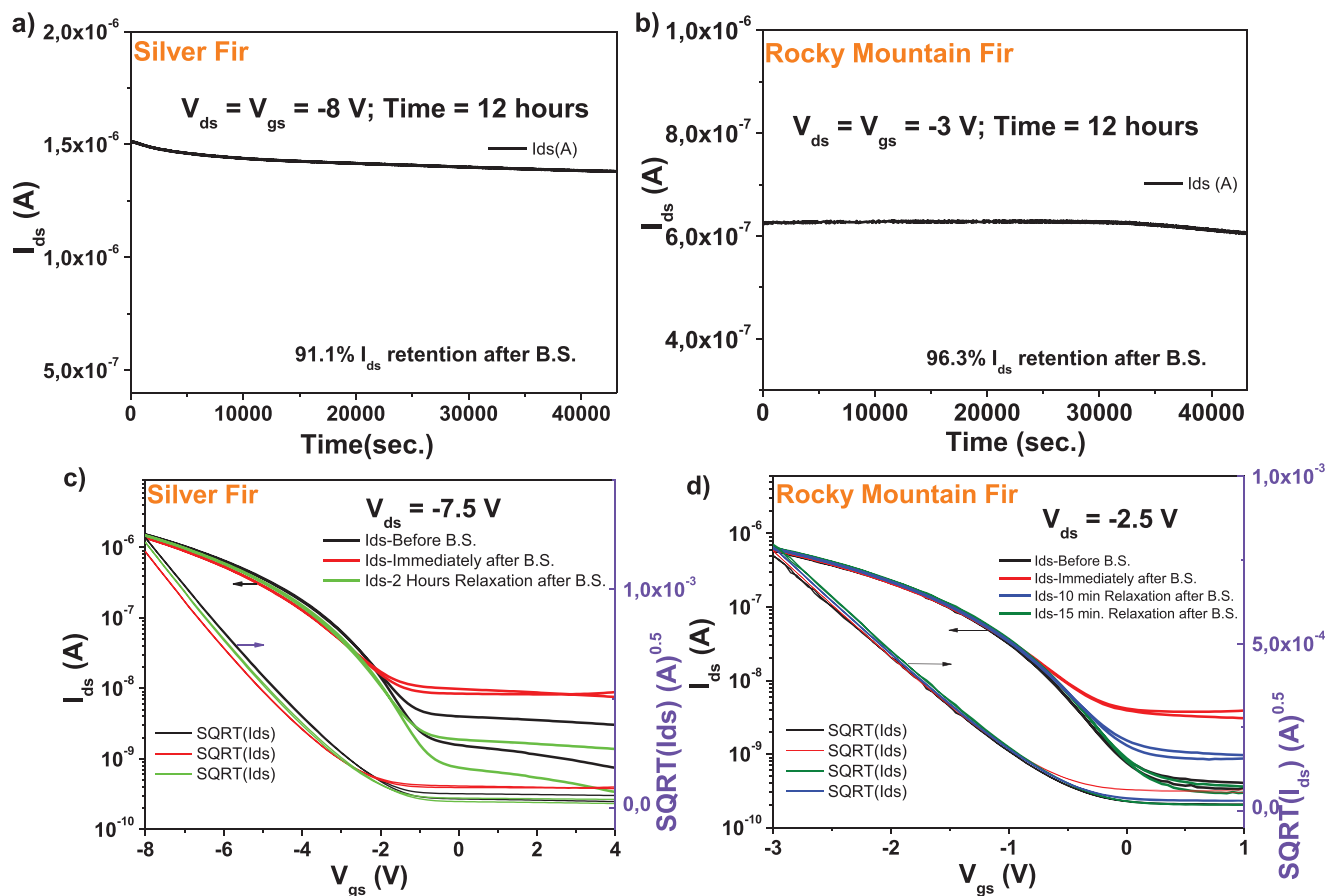 a)
Silver Fir
V_ds = V_gs = -8 V; Time = 12 hours
Ids(A)
91.1% I_ds retention after B.S.
2,0x10^-6
1,5x10^-6
1,0x10^-6
5,0x10^-7
I_ds (A)
0 10000 20000 30000 40000
Time(sec.)
b)
Rocky Mountain Fir
V_ds = V_gs = -3 V; Time = 12 hours
Ids (A)
96.3% I_ds retention after B.S.
1,0x10^-6
8,0x10^-7
6,0x10^-7
4,0x10^-7
I_ds (A)
0 10000 20000 30000 40000
Time (sec.)
c)
Silver Fir
V_ds = -7.5 V
Ids-Before B.S.
Ids-Immediately after B.S.
Ids-2 Hours Relaxation after B.S.
SQRT(Ids)
SQRT(Ids)
SQRT(Ids)
10^-6
10^-7
10^-8
10^-9
10^-10
I_ds (A)
1,0x10^-3
0,0
SQRT(Ids) (A)^0.5
-8 -6 -4 -2 0 2 4
V_gs (V)
d)
Rocky Mountain Fir
V_ds = -2.5 V
Ids-Before B.S.
Ids-Immediately after B.S.
Ids-10 min Relaxation after B.S.
Ids-15 min. Relaxation after B.S.
SQRT(Ids)
SQRT(Ids)
SQRT(Ids)
SQRT(Ids)
10^-6
10^-7
10^-8
10^-9
10^-10
I_ds (A)
1,0x10^-3
5,0x10^-4
0,0
SQRT(I_ds) (A)^0.5
-3 -2 -1 0 1
V_gs (V)